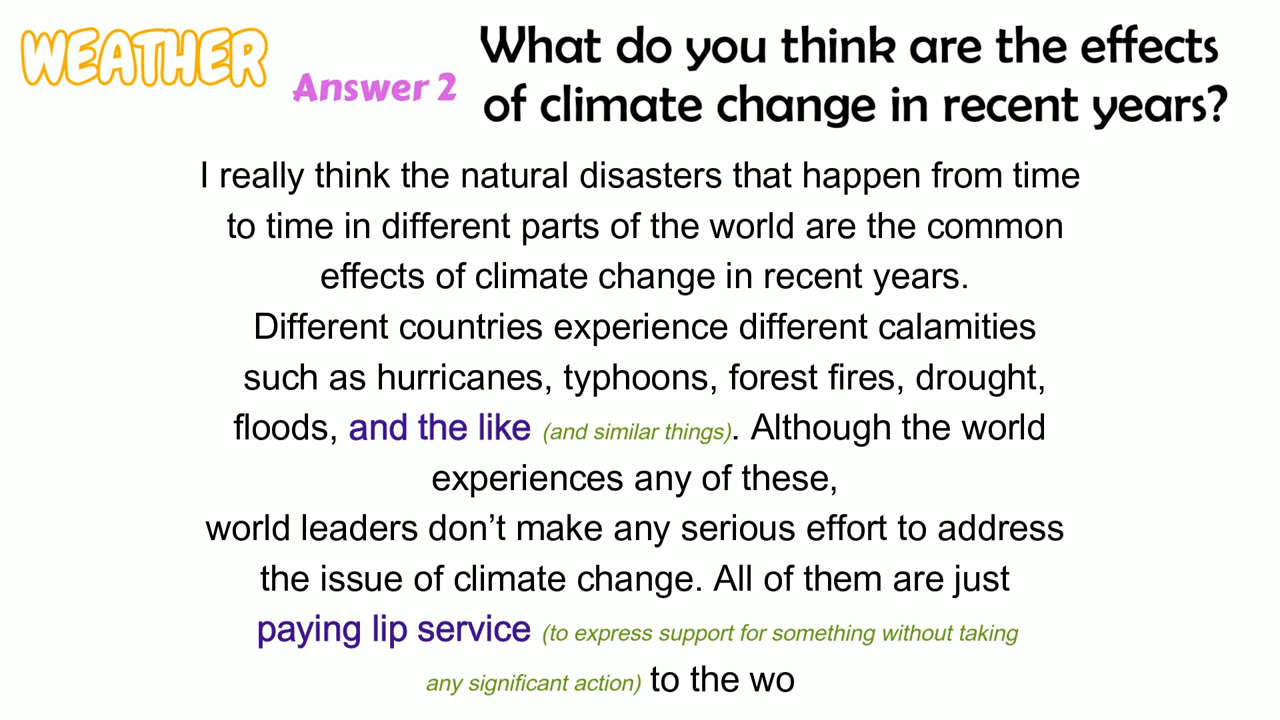 WEATHER
Answer 2
What do you think are the effects
of climate change in recent years?
I really think the natural disasters that happen from time
to time in different parts of the world are the common
effects of climate change in recent years.
Different countries experience different calamities
such as hurricanes, typhoons, forest fires, drought,
floods, and the like (and similar things). Although the world
experiences any of these,
world leaders don’t make any serious effort to address
the issue of climate change. All of them are just
paying lip service (to express support for something without taking
any significant action) to the wo